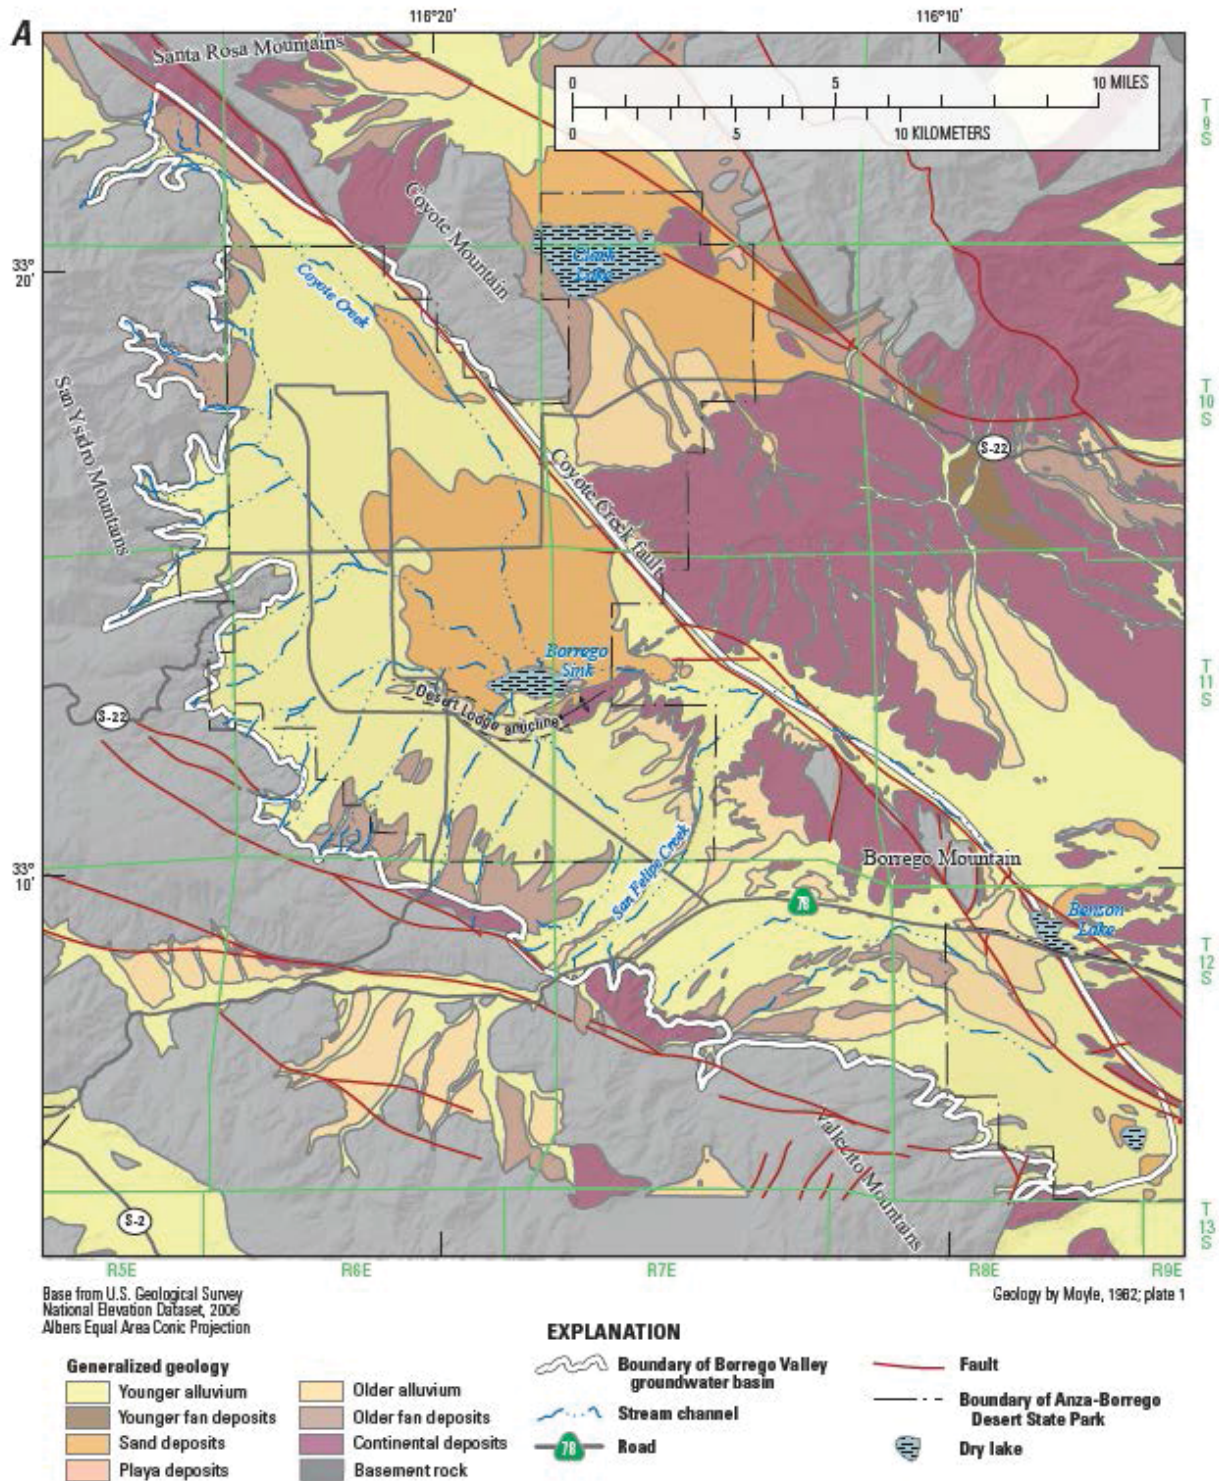 A
116°20'
116°10'
Santa Rosa Mountains
0
5
10 MILES
0
5
10 KILOMETERS
T
9
S
Coyote Mountain
Clark
Lake
33°
20'
Coyote Creek
San Ysidro Mountains
T
10
S
S-22
Coyote Creek fault
Borrego
Sink
T
11
S
Desert Lodge anticline
S-22
San Felipe Creek
Borrego Mountain
33°
10'
78
Benson
Lake
T
12
S
Vallecito Mountains
S-2
T
13
S
R5E
R6E
R7E
R8E
R9E
Base from U.S. Geological Survey
National Elevation Dataset, 2006
Albers Equal Area Conic Projection
Geology by Moyle, 1982; plate 1
EXPLANATION
Generalized geology
Younger alluvium
Younger fan deposits
Sand deposits
Playa deposits
Older alluvium
Older fan deposits
Continental deposits
Basement rock
Boundary of Borrego Valley
groundwater basin
Stream channel
78
Road
Fault
Boundary of Anza-Borrego
Desert State Park
Dry lake